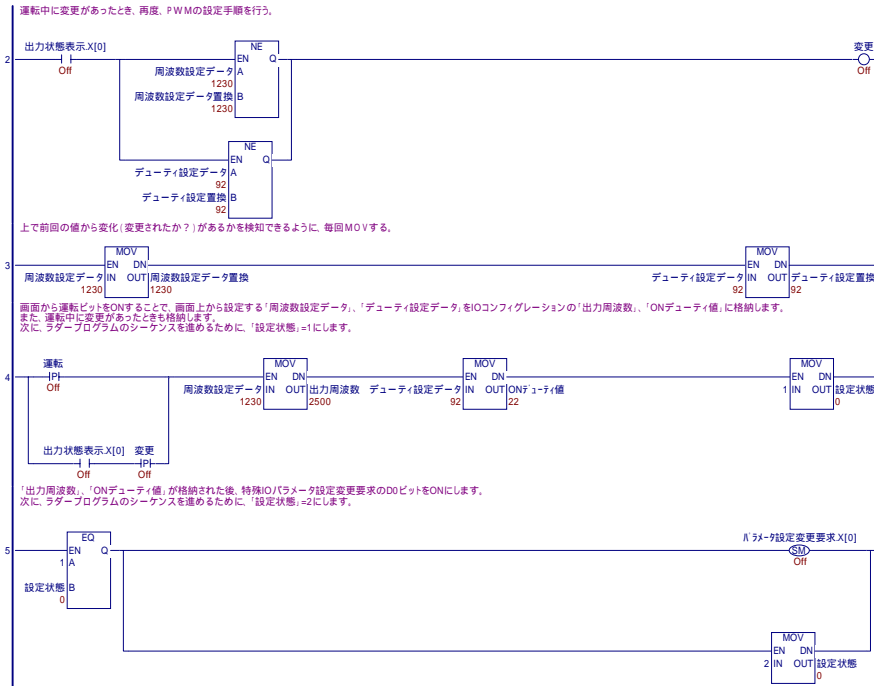 運転中に変更があったとき、再度、PWMの設定手順を行う。
出力状態表示.X[0]
NE
変更
2
EN Q
Off
周波数設定データ A
Off
1230
周波数設定データ置換 B
1230
NE
EN Q
デューティ設定データ A
92
デューティ設定置換 B
92
上で前回の値から変化(変更されたか?)があるかを検知できるように、毎回MOVする。
MOV
MOV
3
EN DN
EN DN
周波数設定データ IN OUT 周波数設定データ置換
デューティ設定データ IN OUT デューティ設定置換
1230 1230
92 92
画面から運転ビットをONすることで、画面上から設定する「周波数設定データ」、「デューティ設定データ」をIOコンフィグレーションの「出力周波数」、「ONデューティ値」に格納します。
また、運転中に変更があったときも格納します。
次に、ラダープログラムのシーケンスを進めるために、「設定状態」=1にします。
運転
MOV
MOV
MOV
4
P
EN DN
EN DN
EN DN
Off
周波数設定データ IN OUT 出力周波数
デューティ設定データ IN OUT ONデューティ値
1 IN OUT 設定状態
1230 2500
92 22
0
出力状態表示.X[0] 変更
P
Off Off
「出力周波数」、「ONデューティ値」が格納された後、特殊IOパラメータ設定変更要求のD0ビットをONにします。
次に、ラダープログラムのシーケンスを進めるために、「設定状態」=2にします。
EQ
パラメータ設定変更要求.X[0]
5
EN Q
SM
1 A
Off
設定状態 B
0
MOV
EN DN
2 IN OUT 設定状態
0